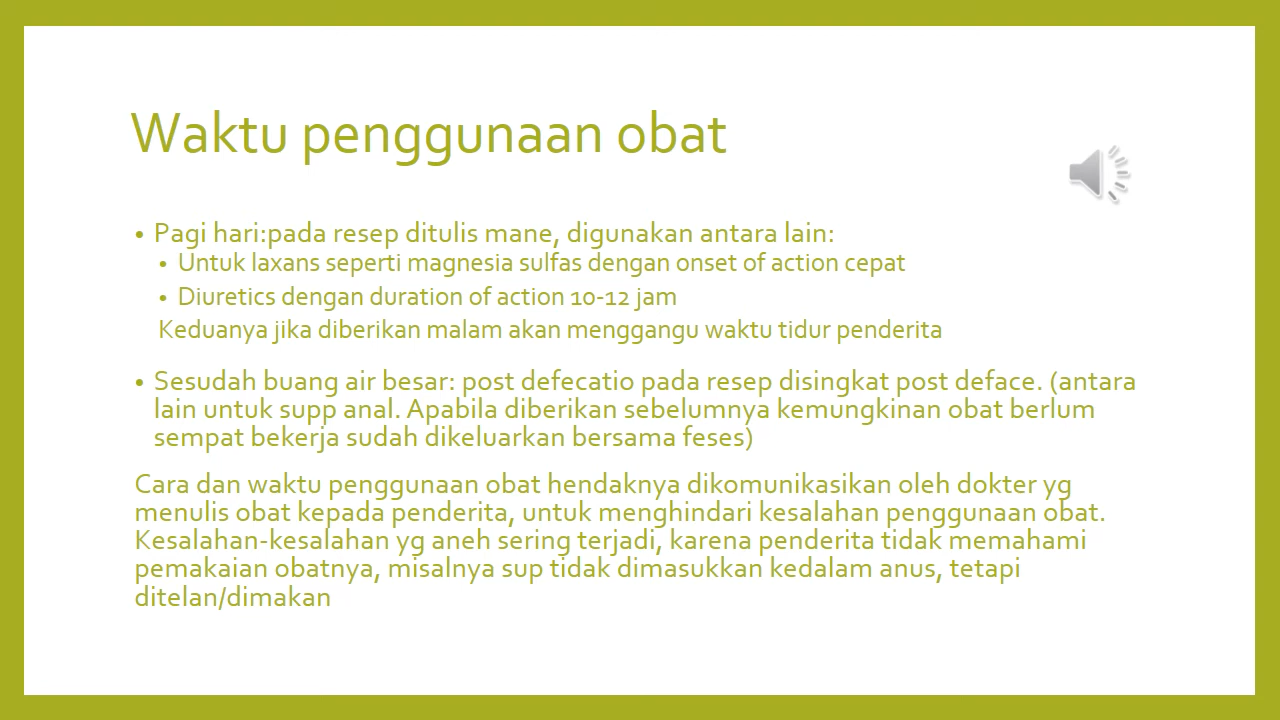 Waktu penggunaan obat
• Pagi hari:pada resep ditulis mane, digunakan antara lain:
• Untuk laxans seperti magnesia sulfas dengan onset of action cepat
• Diuretics dengan duration of action 10-12 jam
Keduanya jika diberikan malam akan menggangu waktu tidur penderita
• Sesudah buang air besar: post defecatio pada resep disingkat post deface. (antara
lain untuk supp anal. Apabila diberikan sebelumnya kemungkinan obat berlum
sempat bekerja sudah dikeluarkan bersama feses)
Cara dan waktu penggunaan obat hendaknya dikomunikasikan oleh dokter yg
menulis obat kepada penderita, untuk menghindari kesalahan penggunaan obat.
Kesalahan-kesalahan yg aneh sering terjadi, karena penderita tidak memahami
pemakaian obatnya, misalnya sup tidak dimasukkan kedalam anus, tetapi
ditelan/dimakan